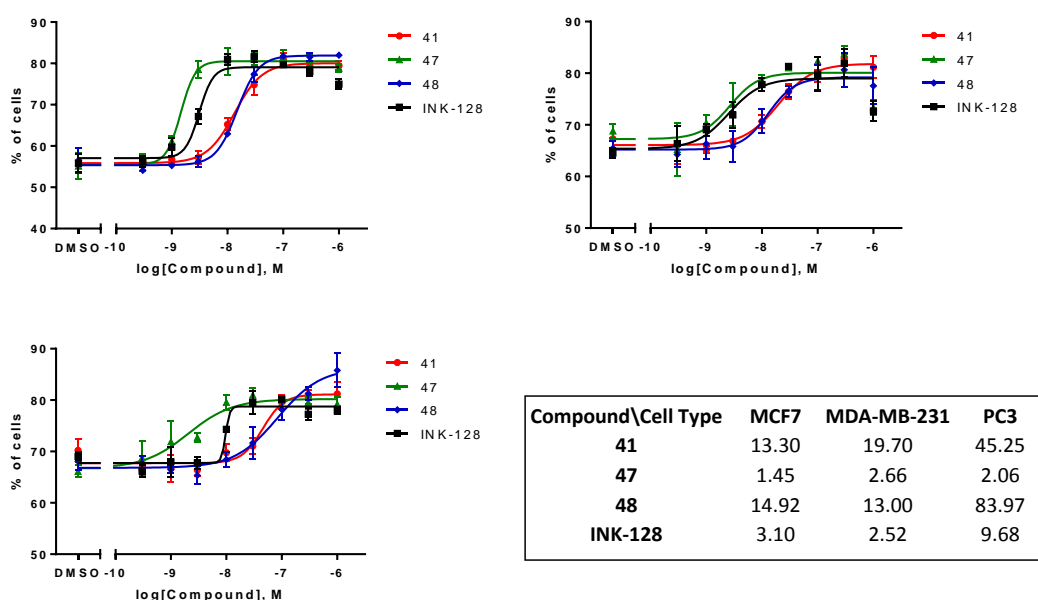 90
80
70
60
50
40
% of cells
DMSO -10 -9 -8 -7 -6
log[Compound], M
41
47
48
INK-128
90
80
70
60
50
% of cells
DMSO -10 -9 -8 -7 -6
log[Compound], M
41
47
48
INK-128
90
80
70
60
50
% of cells
DMSO -10 -9 -8 -7 -6
log[Compound], M
41
47
48
INK-128
Compound\Cell Type MCF7 MDA-MB-231 PC3
41 13.30 19.70 45.25
47 1.45 2.66 2.06
48 14.92 13.00 83.97
INK-128 3.10 2.52 9.68